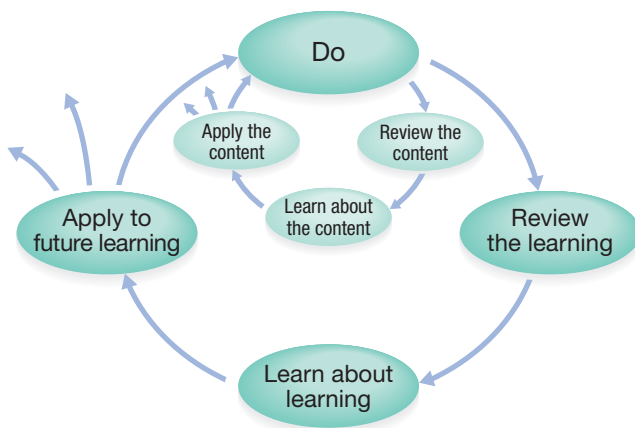 Do
Apply the
content
Review the
content
Learn about
the content
Apply to
future learning
Review
the learning
Learn about
learning